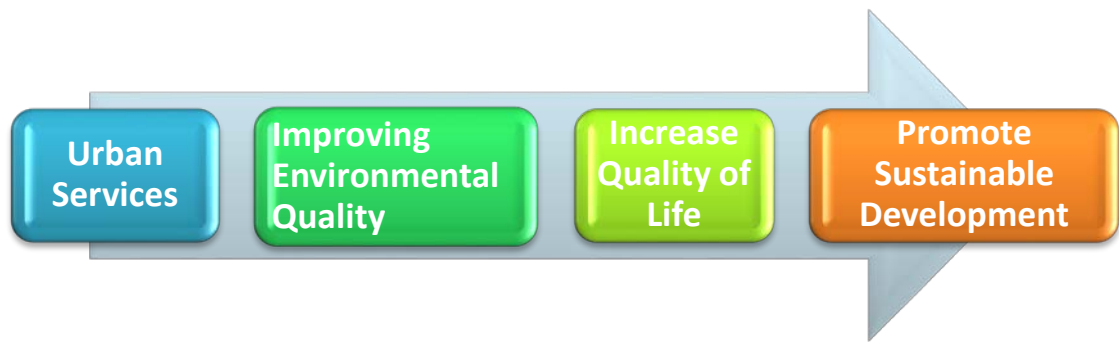 Urban
Services
Improving
Environmental
Quality
Increase
Quality of
Life
Promote
Sustainable
Development